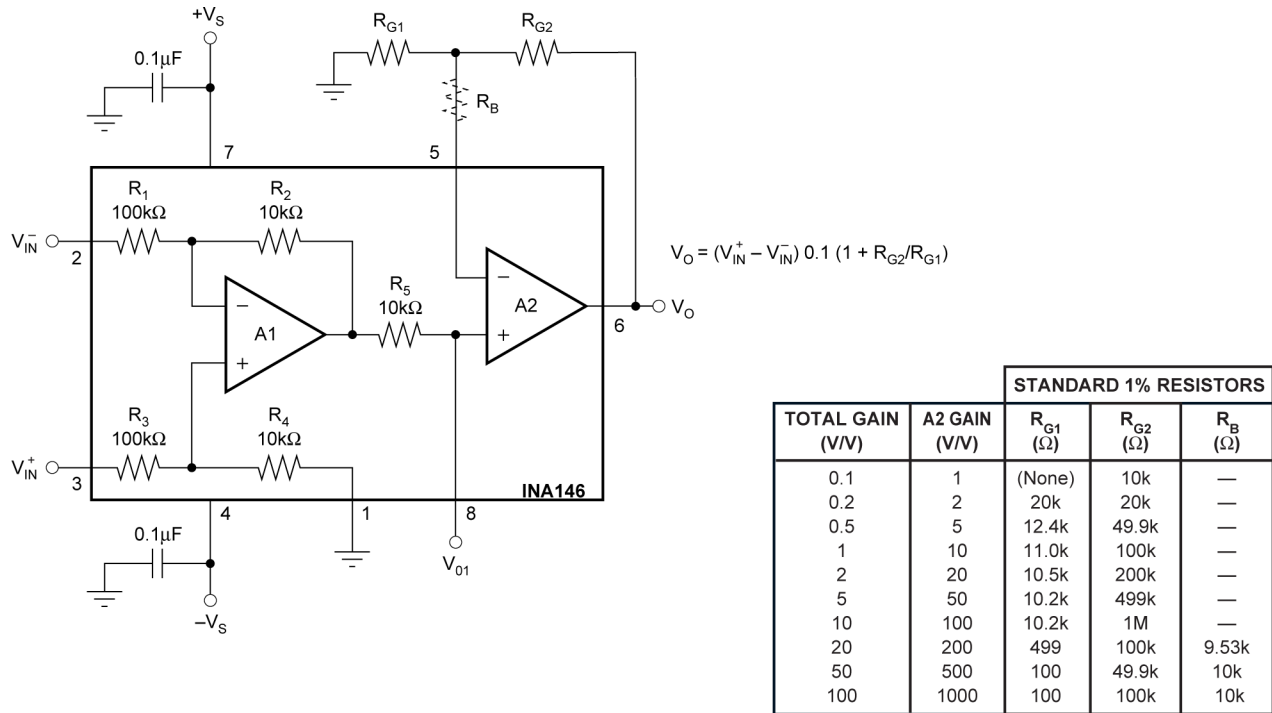 +V_S
0.1µF
R_G1
R_G2
R_B
7
5
R_1
100kΩ
R_2
10kΩ
V_IN^–
2
–
A1
+
R_5
10kΩ
–
A2
+
6
V_O
V_O = (V_IN^+ – V_IN^–) 0.1 (1 + R_G2/R_G1)
R_3
100kΩ
R_4
10kΩ
V_IN^+
3
INA146
4
1
8
0.1µF
V_01
–V_S
STANDARD 1% RESISTORS
TOTAL GAIN (V/V) A2 GAIN (V/V) R_G1 (Ω) R_G2 (Ω) R_B (Ω)
0.1 1 (None) 10k —
0.2 2 20k 20k —
0.5 5 12.4k 49.9k —
1 10 11.0k 100k —
2 20 10.5k 200k —
5 50 10.2k 499k —
10 100 10.2k 1M —
20 200 499 100k 9.53k
50 500 100 49.9k 10k
100 1000 100 100k 10k